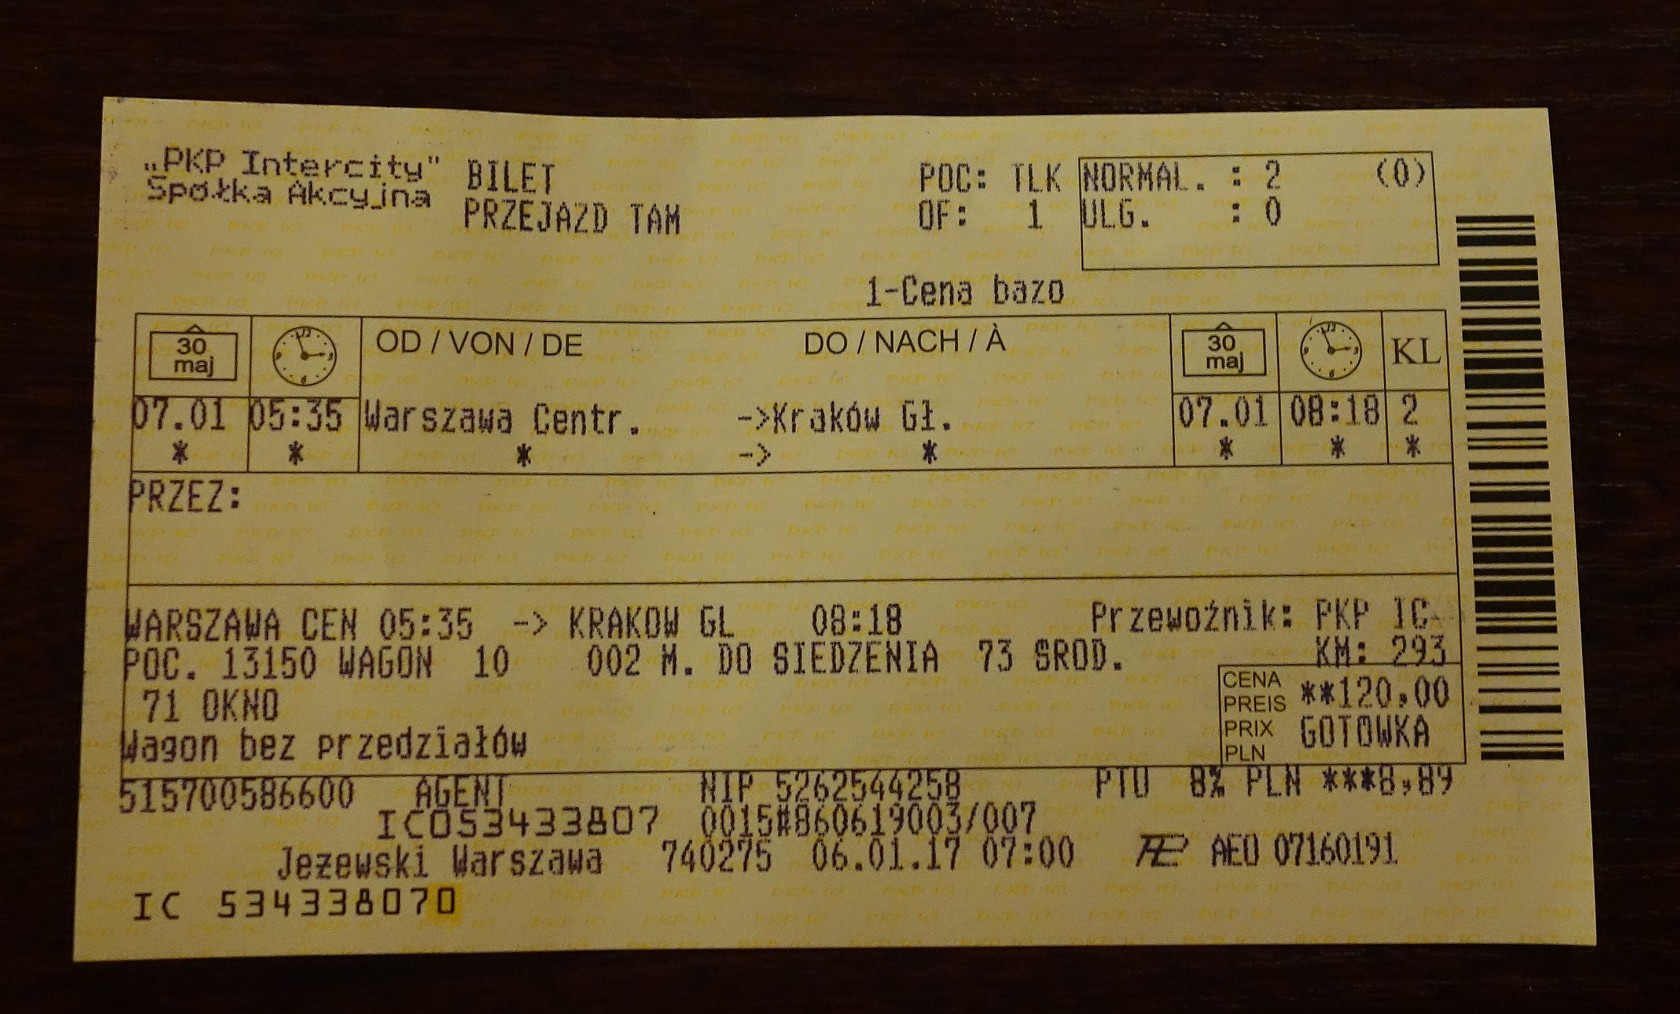 „PKP Intercity" BILET POC: TLK NORMAL. : 2 (0)
Spółka Akcyjna PRZEJAZD TAM OF: 1 ULG. : 0
1-Cena bazo
30 maj OD / VON / DE DO / NACH / À 30 maj KL
07.01 05:35 Warszawa Centr. ->Kraków Gł. 07.01 08:18 2
* * * -> * * * *
PRZEZ:
WARSZAWA CEN 05:35 -> KRAKOW GL 08:18 Przewoźnik: PKP IC
POC. 13150 WAGON 10 002 M. DO SIEDZENIA 73 SROD. KM: 293
71 OKNO CENA PREIS PRIX PLN **120,00
Wagon bez przedziałów GOTOWKA
515700586600 AGENT NIP 5262544258 PTU 8% PLN ***8,89
IC053433807 0015#860619003/007
Jeżewski Warszawa 740275 06.01.17 07:00 AEO 07160191
IC 534338070